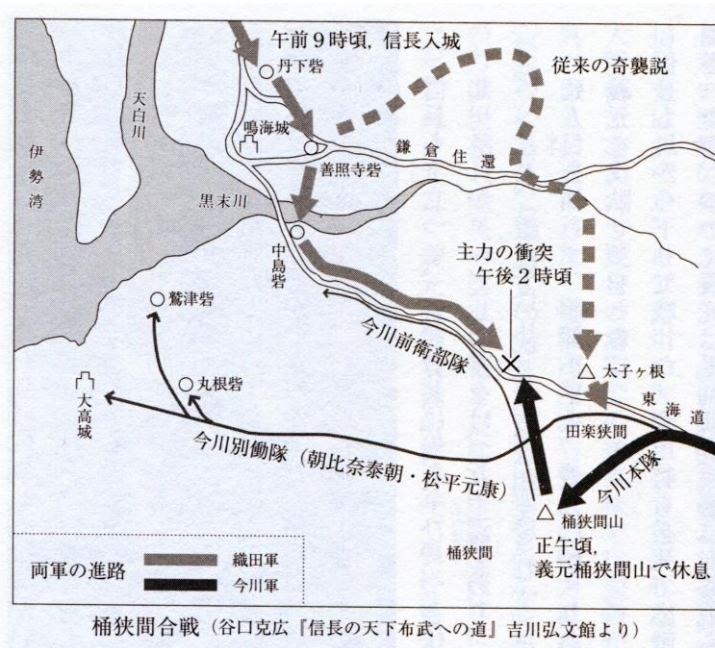 午前9時頃, 信長入城
丹下砦
従来の奇襲説
天白川
鳴海城
鎌倉住還
伊勢湾
善照寺砦
黒末川
中島砦
主力の衝突
午後2時頃
鷲津砦
今川前衛部隊
丸根砦
太子ヶ根
大高城
東海道
田楽狭間
今川別働隊(朝比奈泰朝・松平元康)
今川本隊
桶狭間山
桶狭間
正午頃,
義元桶狭間山で休息
両軍の進路
織田軍
今川軍
桶狭間合戦(谷口克広『信長の天下布武への道』吉川弘文館より)